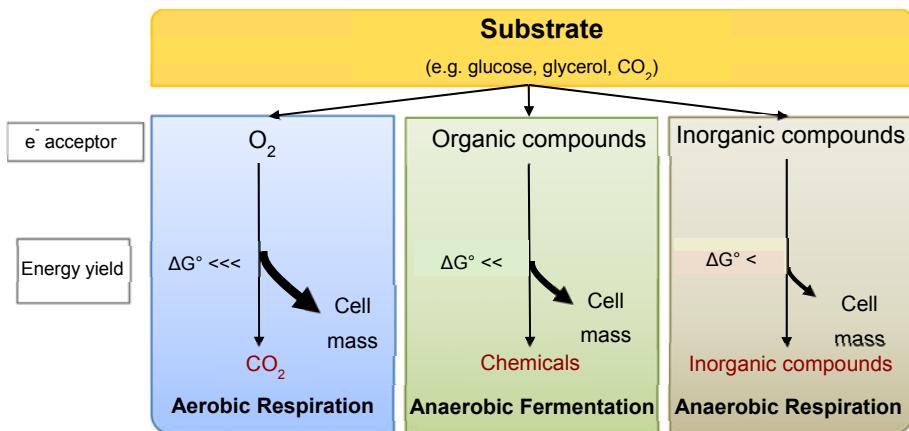 Substrate
(e.g. glucose, glycerol, CO₂)
e⁻ acceptor
O₂
Organic compounds
Inorganic compounds
Energy yield
ΔG° <<<
Cell
mass
ΔG° <<
Cell
mass
ΔG° <
Cell
mass
CO₂
Chemicals
Inorganic compounds
Aerobic Respiration
Anaerobic Fermentation
Anaerobic Respiration